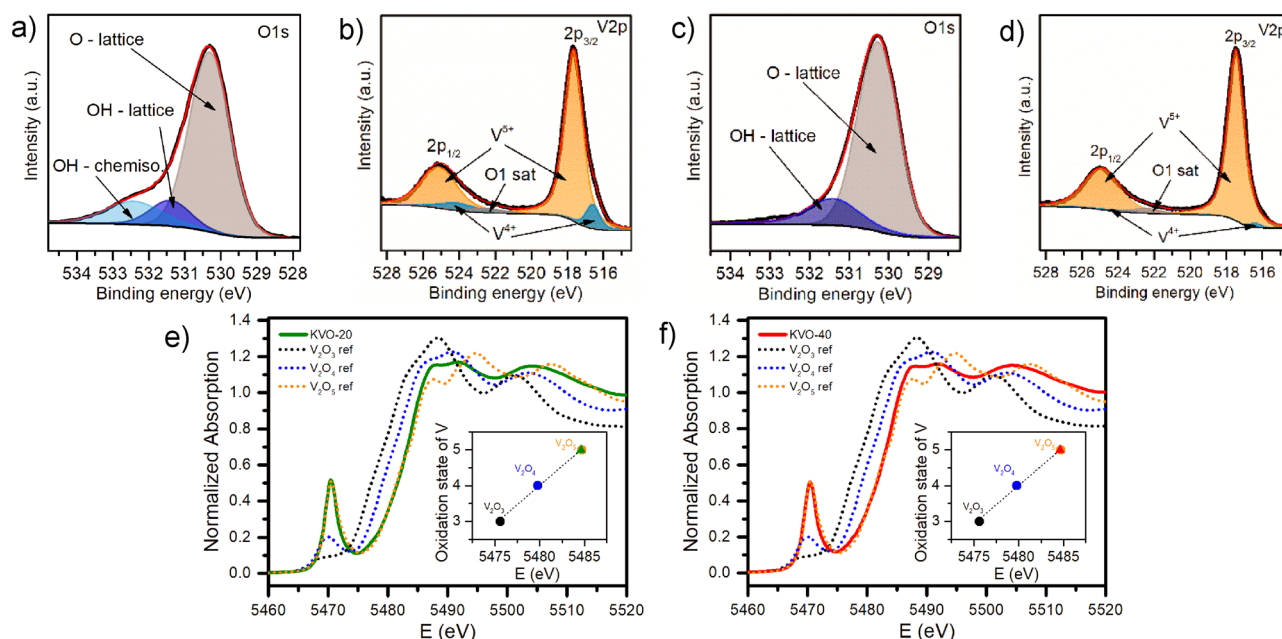 a)
O1s
O - lattice
OH - lattice
OH - chemiso.
Intensity (a.u.)
534 533 532 531 530 529 528
Binding energy (eV)
b)
V2p
2p3/2
V5+
2p1/2
O1 sat
V4+
Intensity (a.u.)
528 526 524 522 520 518 516
Binding energy (eV)
c)
O1s
O - lattice
OH - lattice
Intensity (a.u.)
534 533 532 531 530 529
Binding energy (eV)
d)
V2p
2p3/2
V5+
2p1/2
O1 sat
V4+
Intensity (a.u.)
528 526 524 522 520 518 516
Binding energy (eV)
e)
KVO-20
V2O3 ref
V2O4 ref
V2O5 ref
Normalized Absorption
1.4
1.2
1.0
0.8
0.6
0.4
0.2
0.0
5460 5470 5480 5490 5500 5510 5520
E (eV)
Oxidation state of V
5
4
3
V2O5
V2O4
V2O3
5475 5480 5485
E (eV)
f)
KVO-40
V2O3 ref
V2O4 ref
V2O5 ref
Normalized Absorption
1.4
1.2
1.0
0.8
0.6
0.4
0.2
0.0
5460 5470 5480 5490 5500 5510 5520
E (eV)
Oxidation state of V
5
4
3
V2O5
V2O4
V2O3
5475 5480 5485
E (eV)